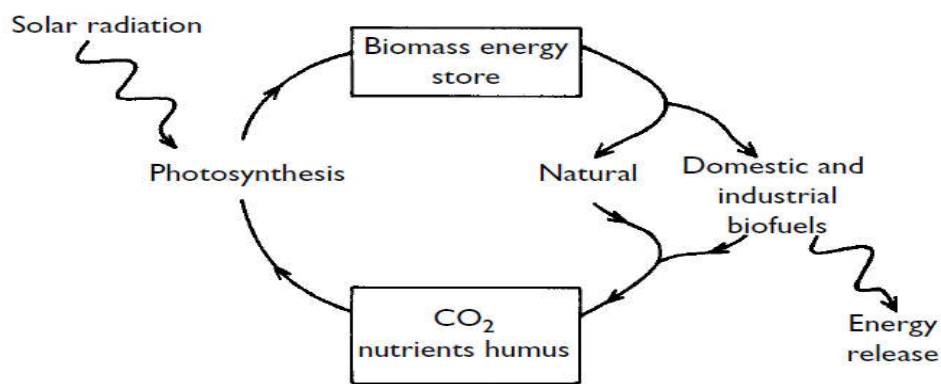 Solar radiation
Biomass energy
store
Photosynthesis
Natural
Domestic and
industrial
biofuels
CO₂
nutrients humus
Energy
release